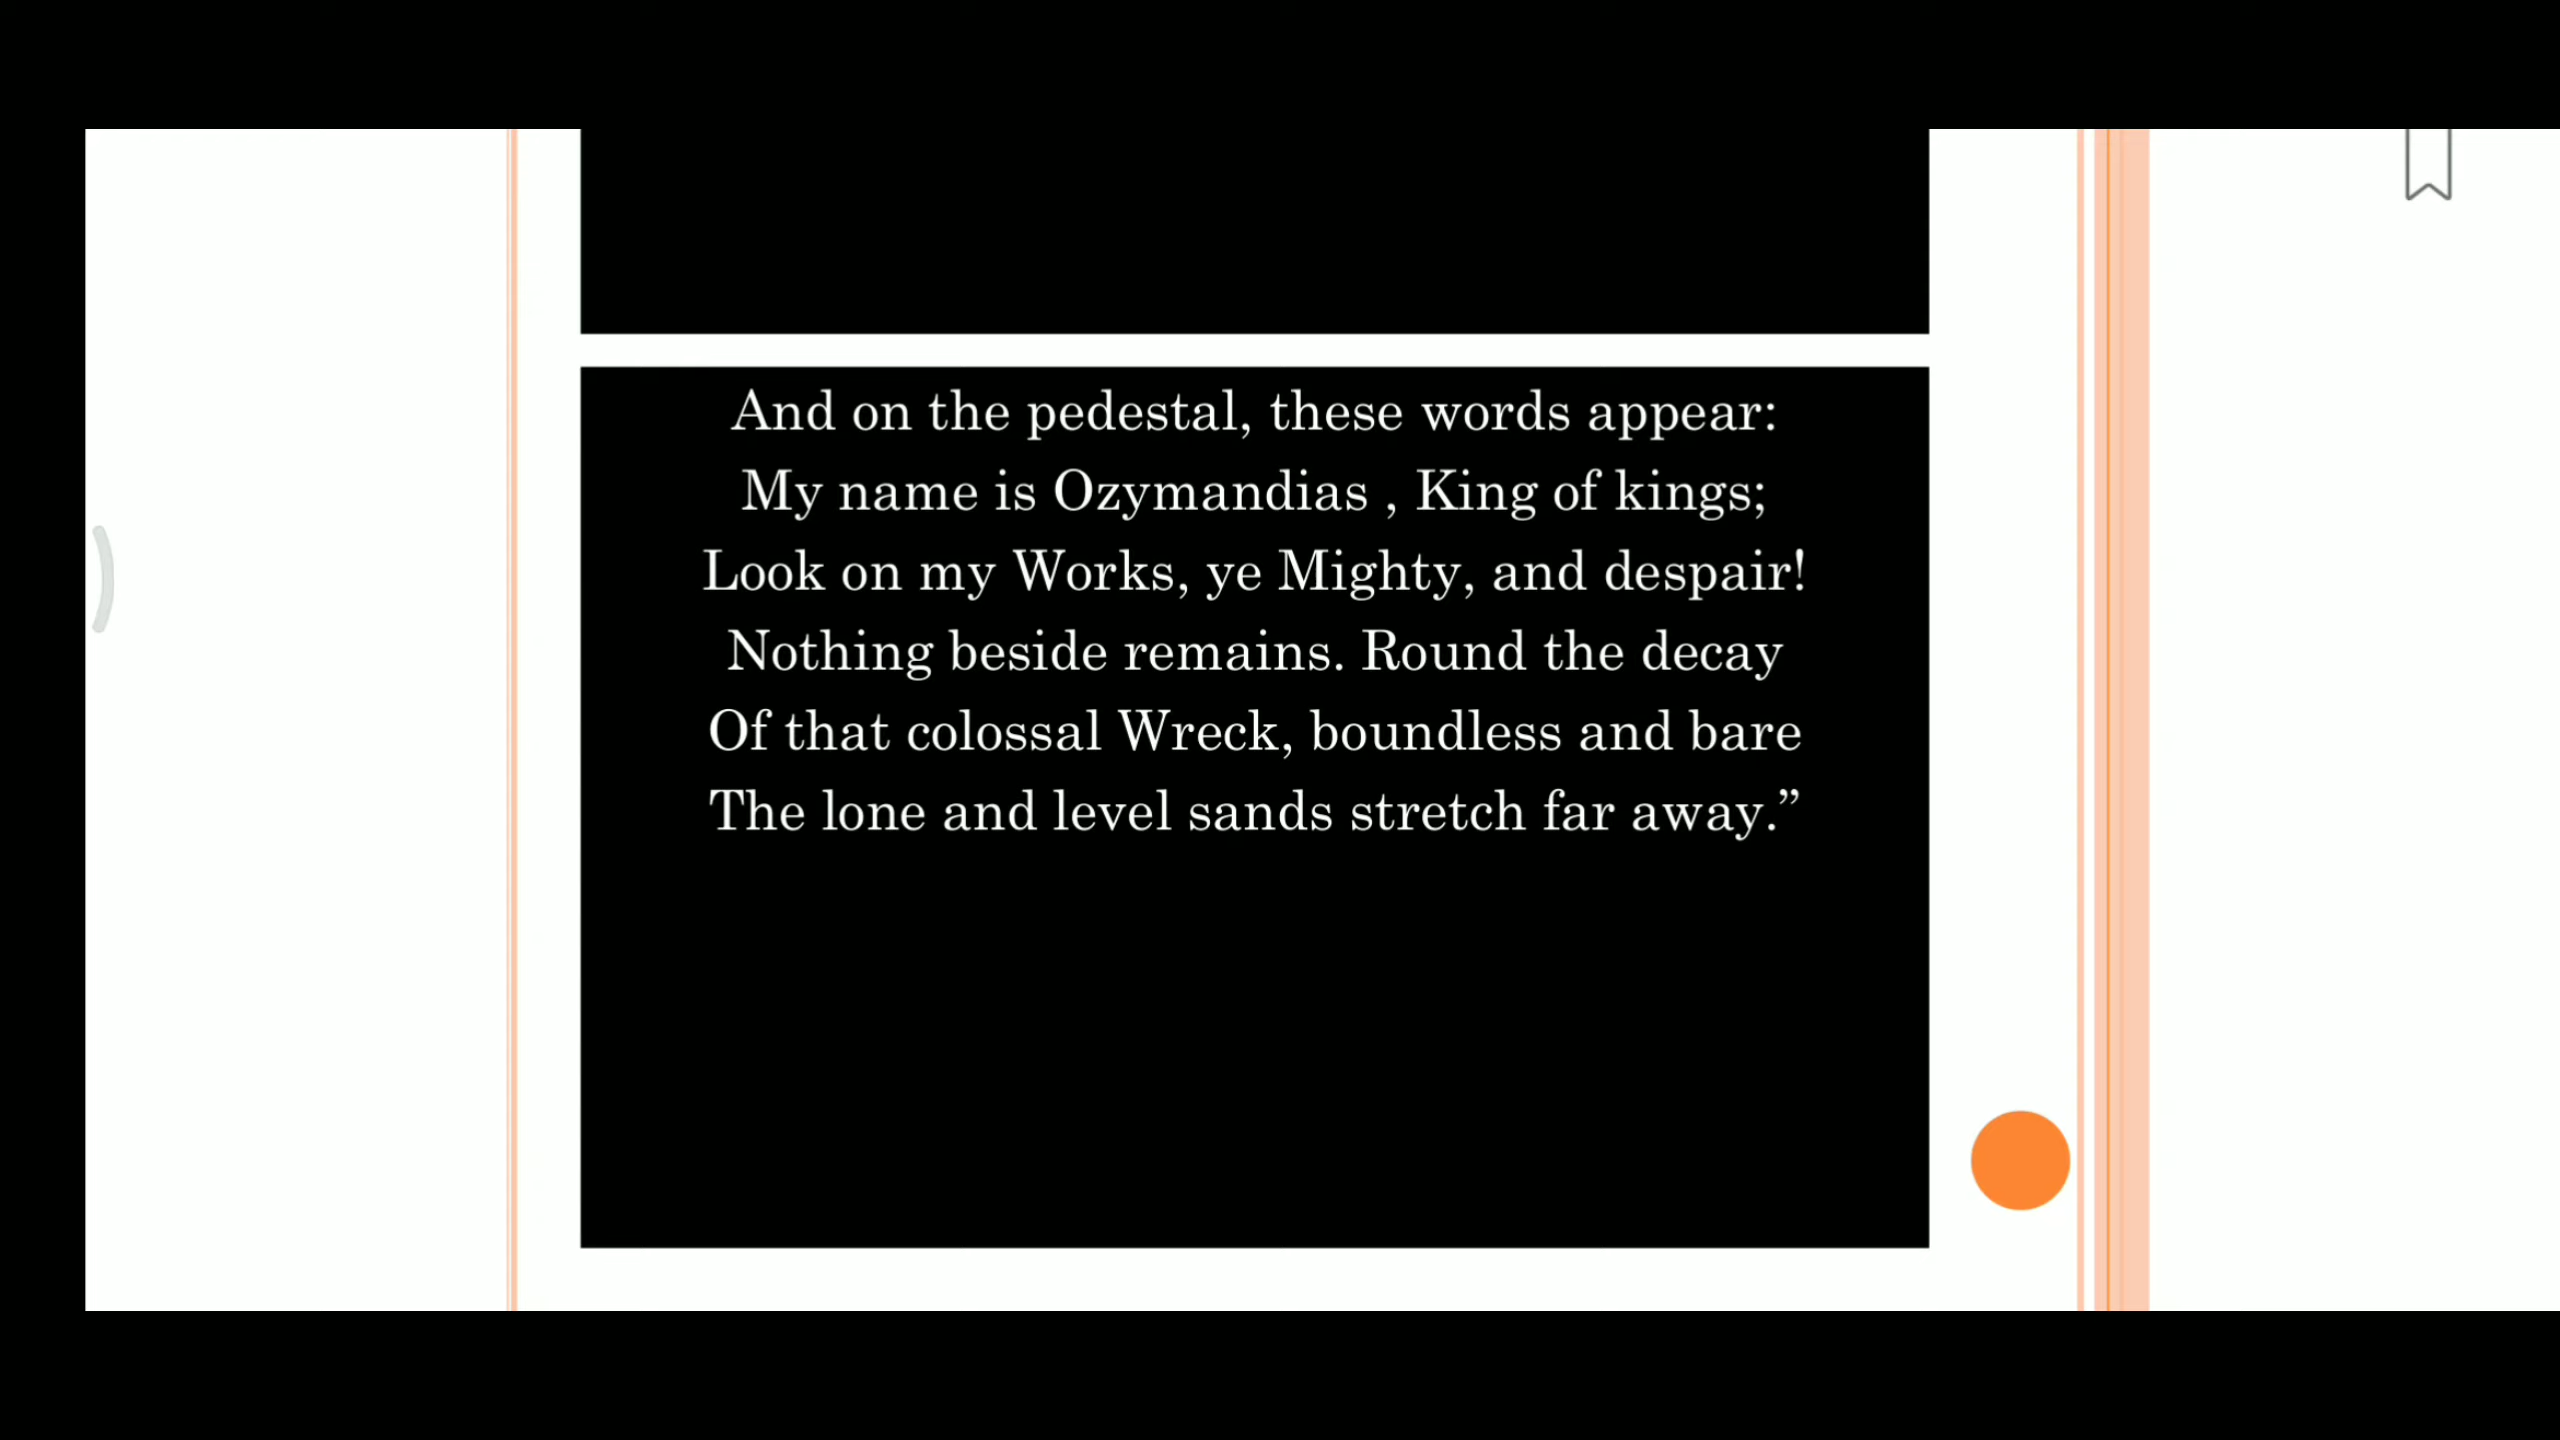 And on the pedestal, these words appear:
My name is Ozymandias , King of kings;
Look on my Works, ye Mighty, and despair!
Nothing beside remains. Round the decay
Of that colossal Wreck, boundless and bare
The lone and level sands stretch far away.”